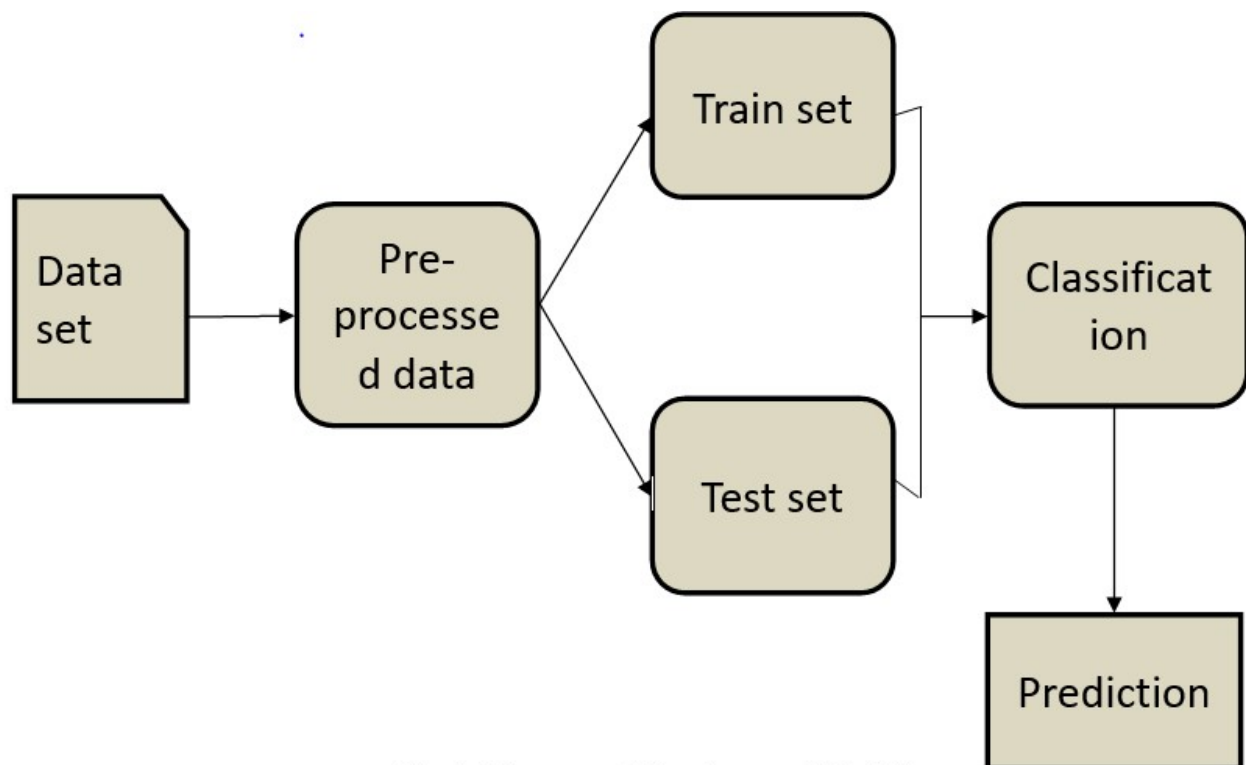 Train set
Data
set
Pre-
processe
d data
Classificat
ion
Test set
Prediction